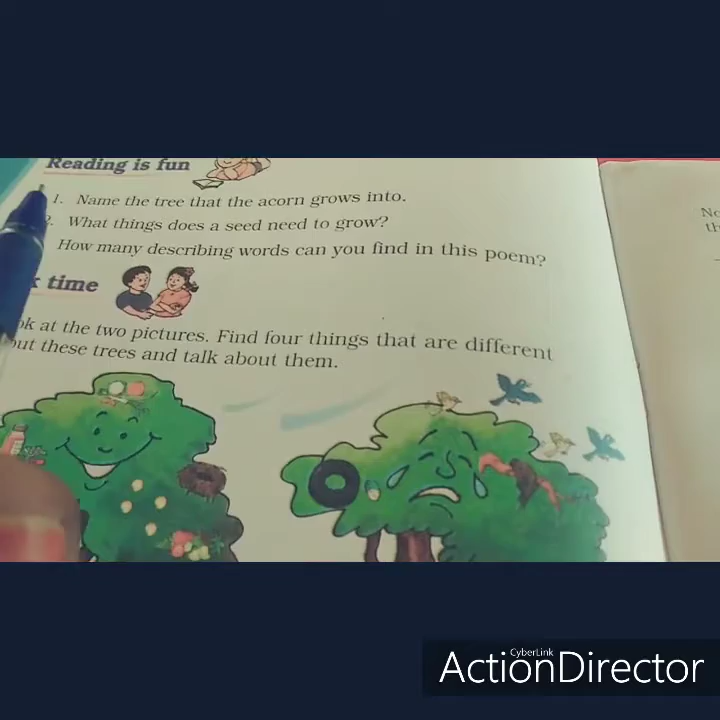 Reading is fun
1. Name the tree that the acorn grows into.
2. What things does a seed need to grow?
How many describing words can you find in this poem?
time
at the two pictures. Find four things that are different
these trees and talk about them.
CyberLink
ActionDirector